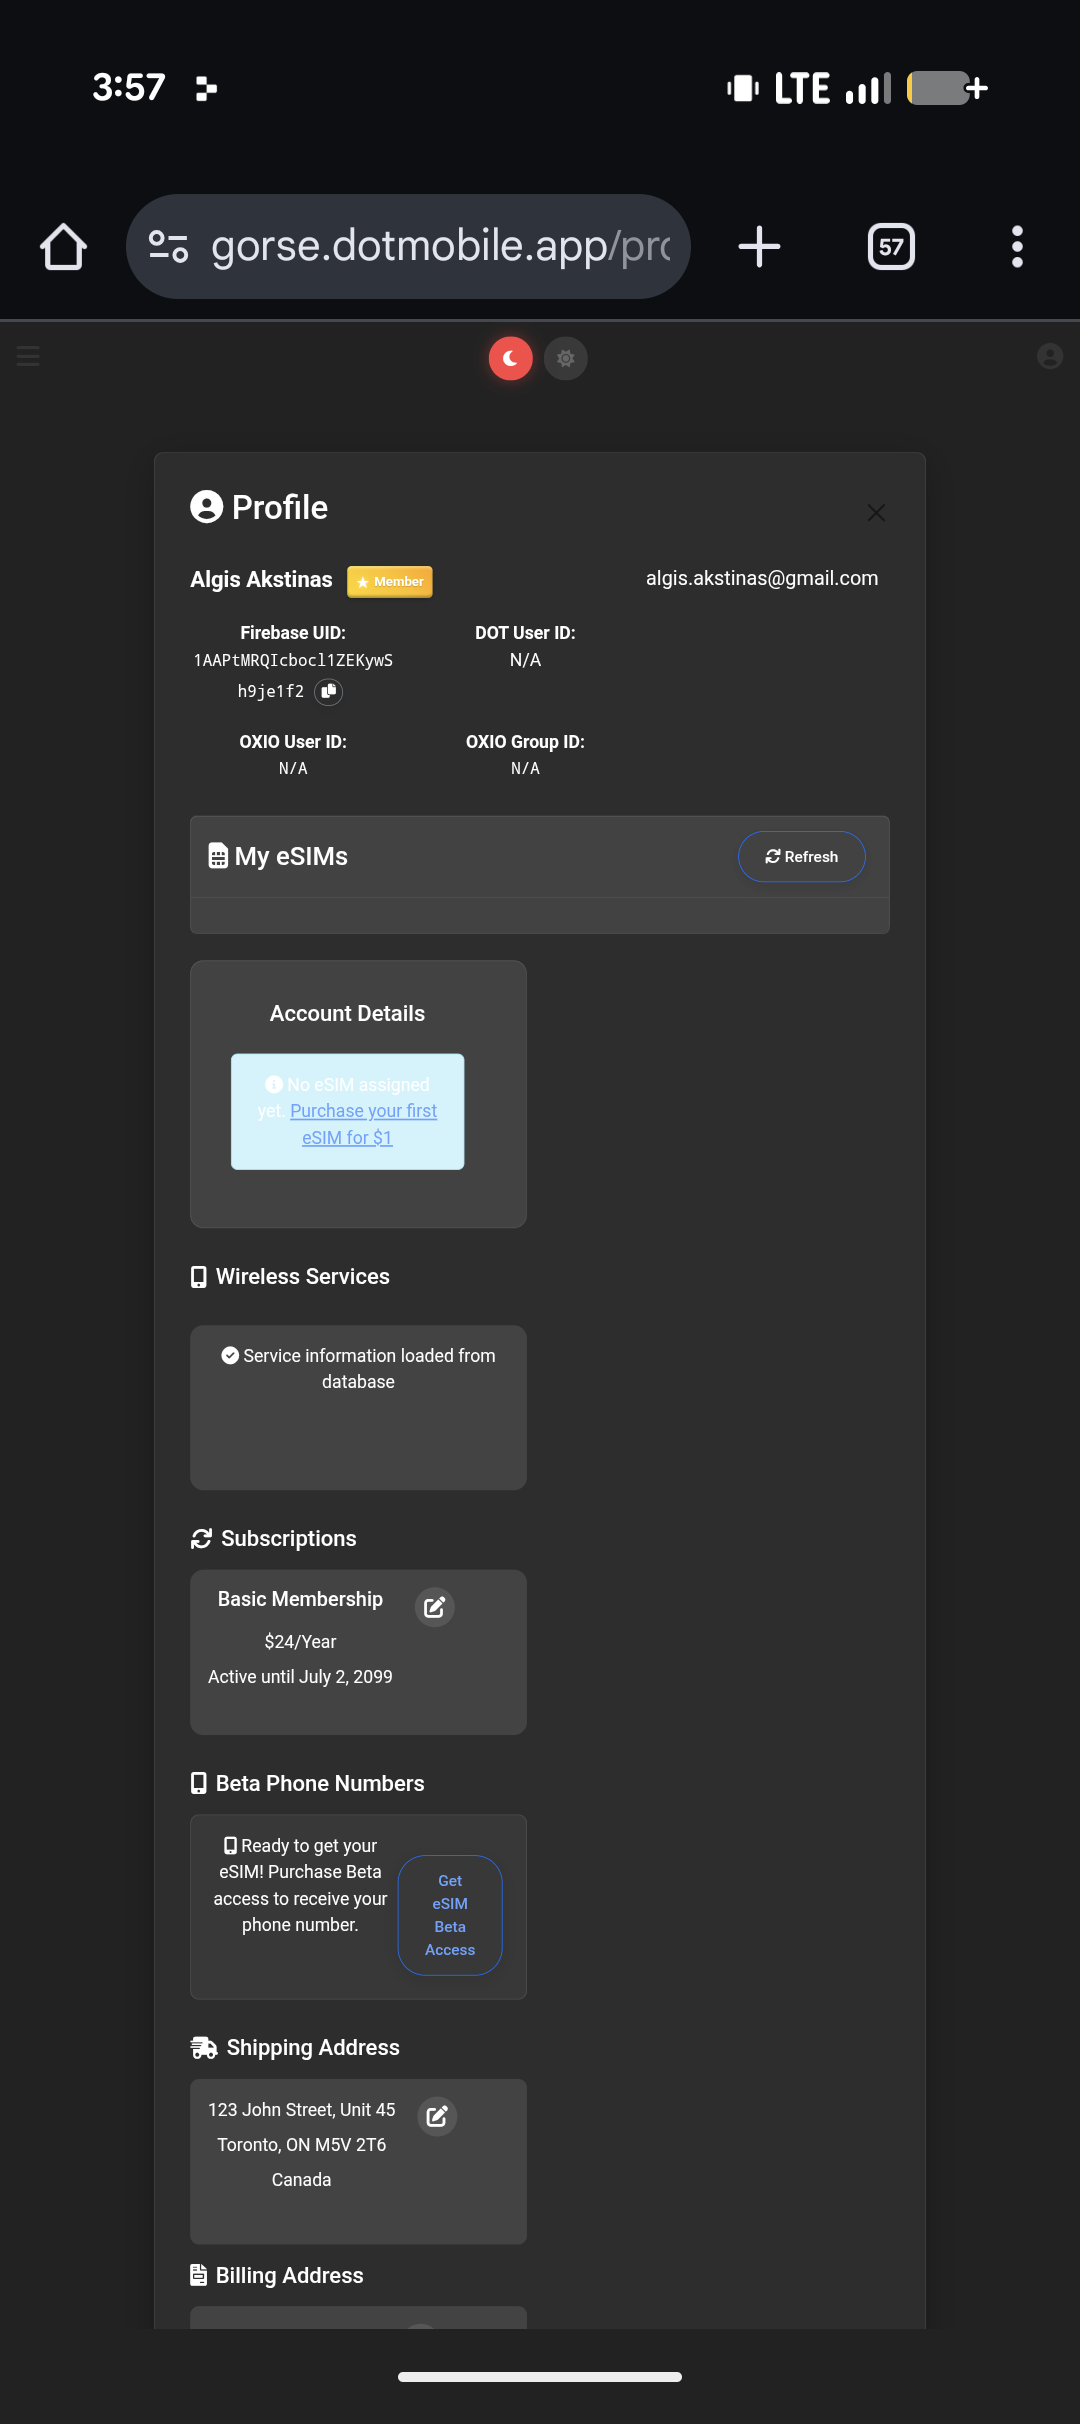 3:57
LTE
gorse.dotmobile.app/pro
57
Profile
Algis Akstinas
Member
algis.akstinas@gmail.com
Firebase UID:
1AAPtMRQIcbocl1ZEKywS
h9je1f2
DOT User ID:
N/A
OXIO User ID:
N/A
OXIO Group ID:
N/A
My eSIMs
Refresh
Account Details
No eSIM assigned
yet. Purchase your first
eSIM for $1
Wireless Services
Service information loaded from
database
Subscriptions
Basic Membership
$24/Year
Active until July 2, 2099
Beta Phone Numbers
Ready to get your
eSIM! Purchase Beta
access to receive your
phone number.
Get
eSIM
Beta
Access
Shipping Address
123 John Street, Unit 45
Toronto, ON M5V 2T6
Canada
Billing Address